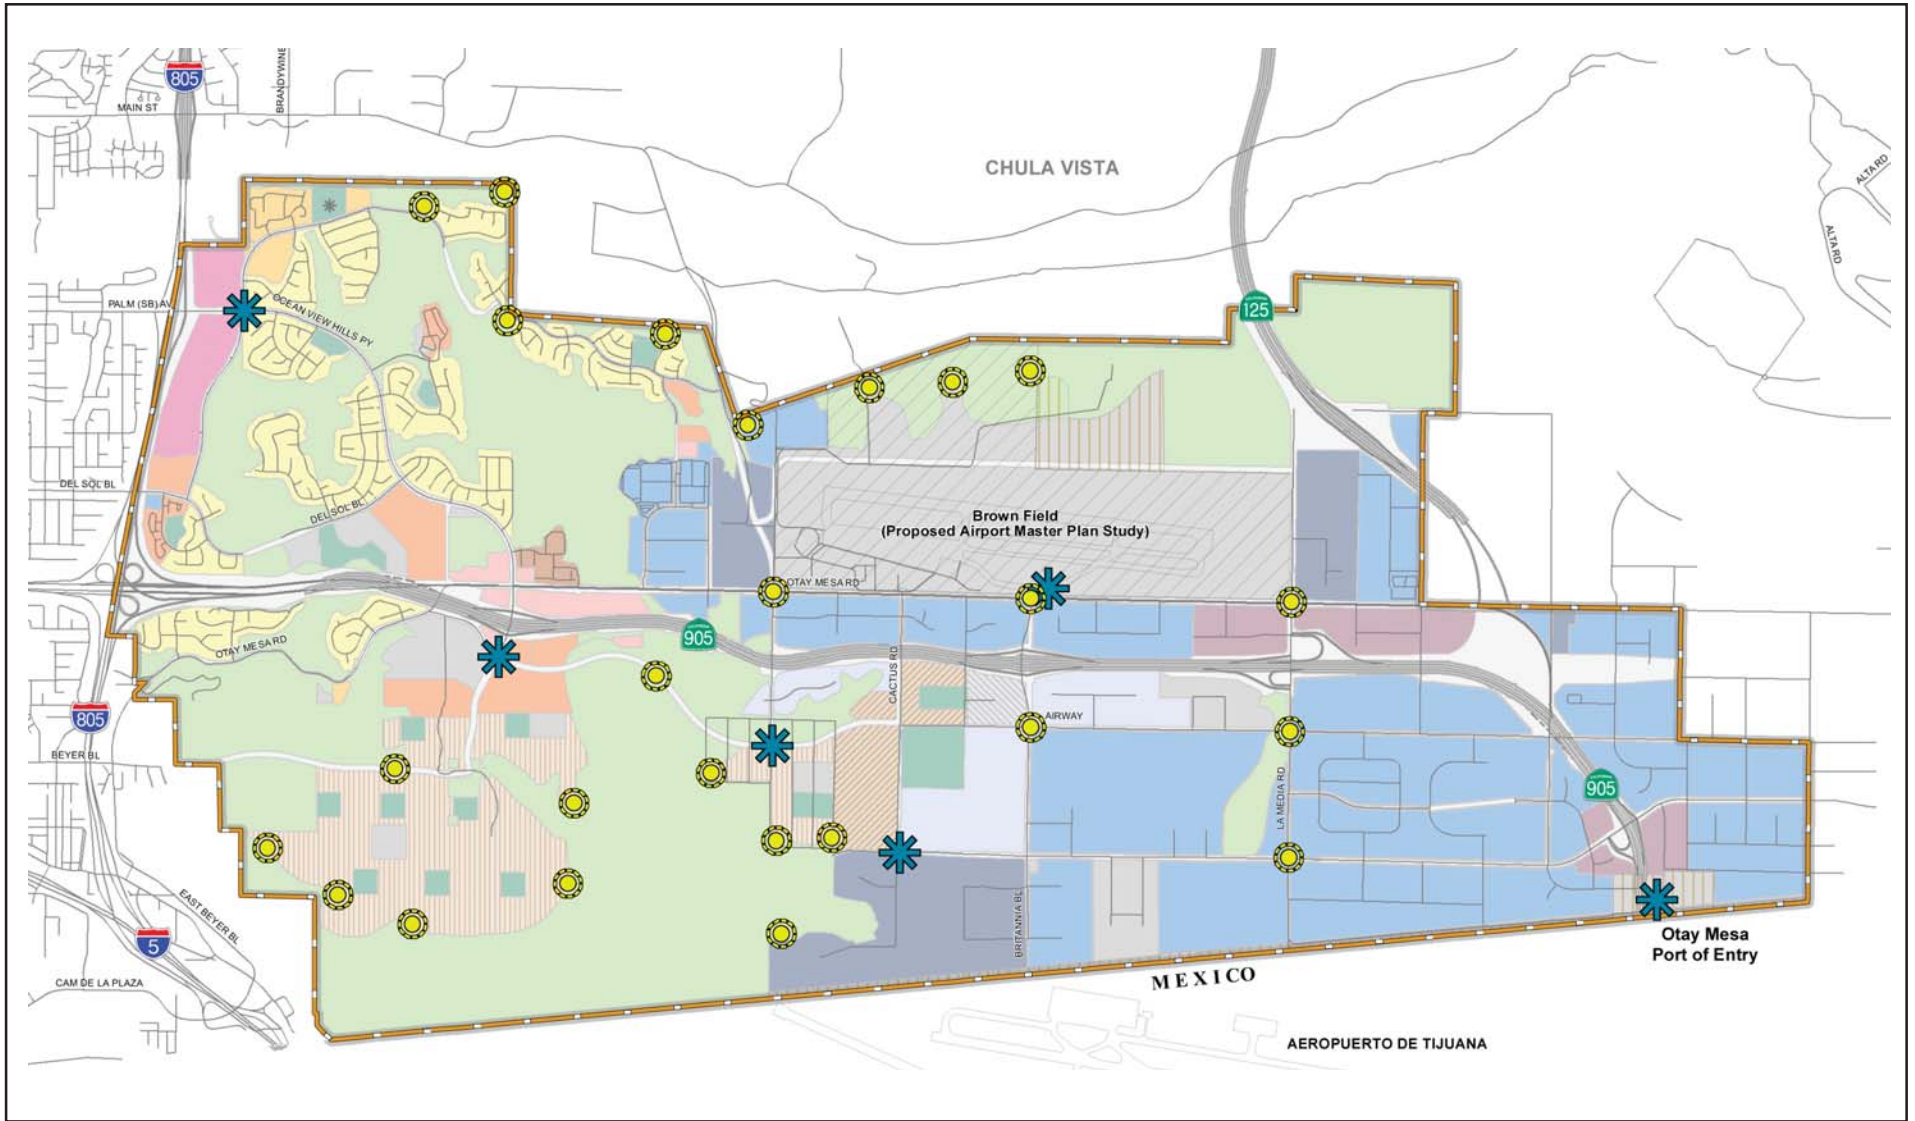 805
MAIN ST
BRANDYWINE
CHULA VISTA
ALTA RD
ALTA RD
PALM (SB) AV
OCEAN VIEW HILLS PY
CALIFORNIA
125
DEL SOL BL
DEL SOL BL
Brown Field
(Proposed Airport Master Plan Study)
OTAY MESA RD
OTAY MESA RD
CALIFORNIA
905
CACTUS RD
805
AIRWAY
BEYER BL
LA MEDIA RD
CALIFORNIA
905
EAST BEYER BL
5
BRITANNIA BL
Otay Mesa
Port of Entry
CAM DE LA PLAZA
MEXICO
AEROPUERTO DE TIJUANA